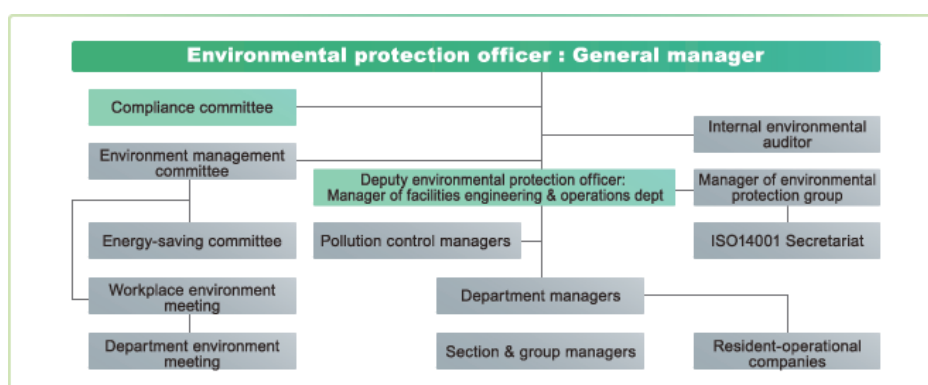 Environmental protection officer : General manager
Compliance committee
Internal environmental
auditor
Environment management
committee
Deputy environmental protection officer:
Manager of facilities engineering & operations dept
Manager of environmental
protection group
Energy-saving committee
Pollution control managers
ISO14001 Secretariat
Workplace environment
meeting
Department managers
Department environment
meeting
Section & group managers
Resident-operational
companies